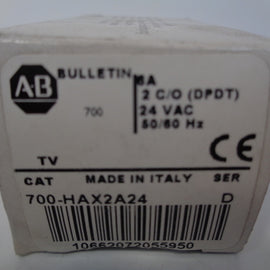 AB
BULLETIN
6A
2 C/O (DPDT)
700
24 VAC
50/60 Hz
CE
TV
CAT MADE IN ITALY SER
700-HAX2A24 D
10662072055950